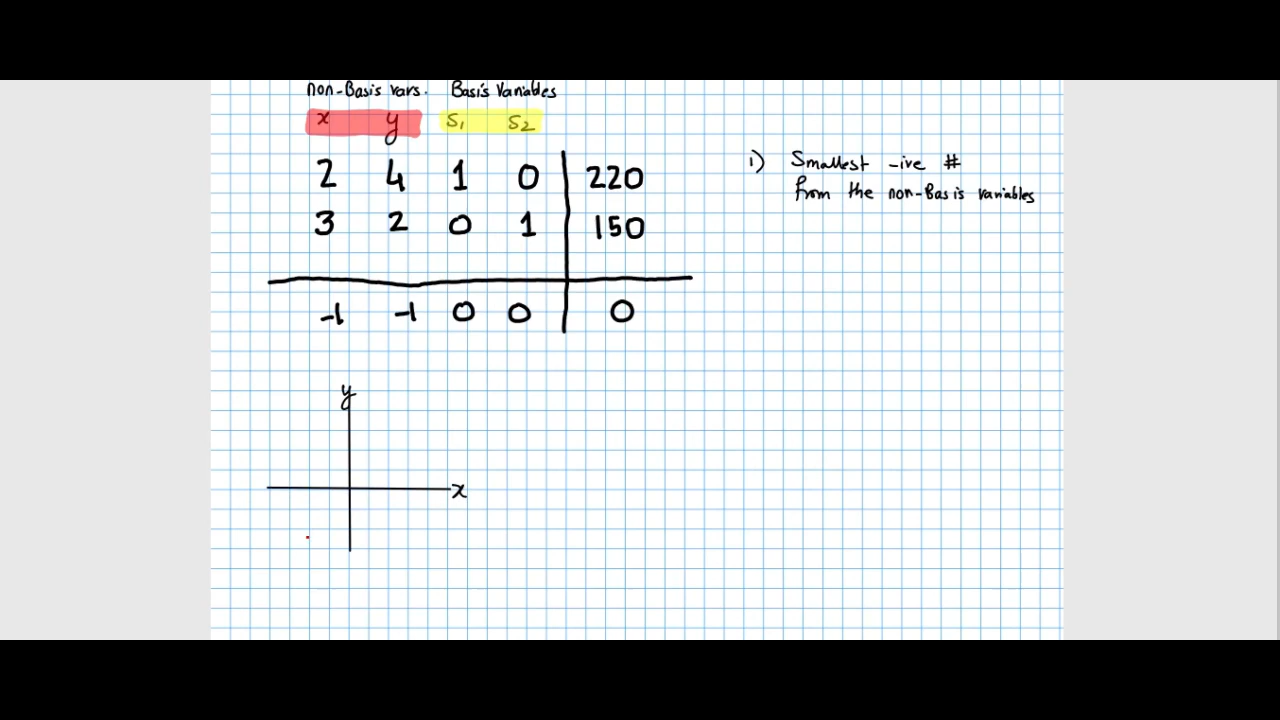 non-Basis vars. Basis Variables
x y S1 S2
2 4 1 0 220
3 2 0 1 150
-1 -1 0 0 0
i) Smallest -ive #
from the non-Basis variables
y
x